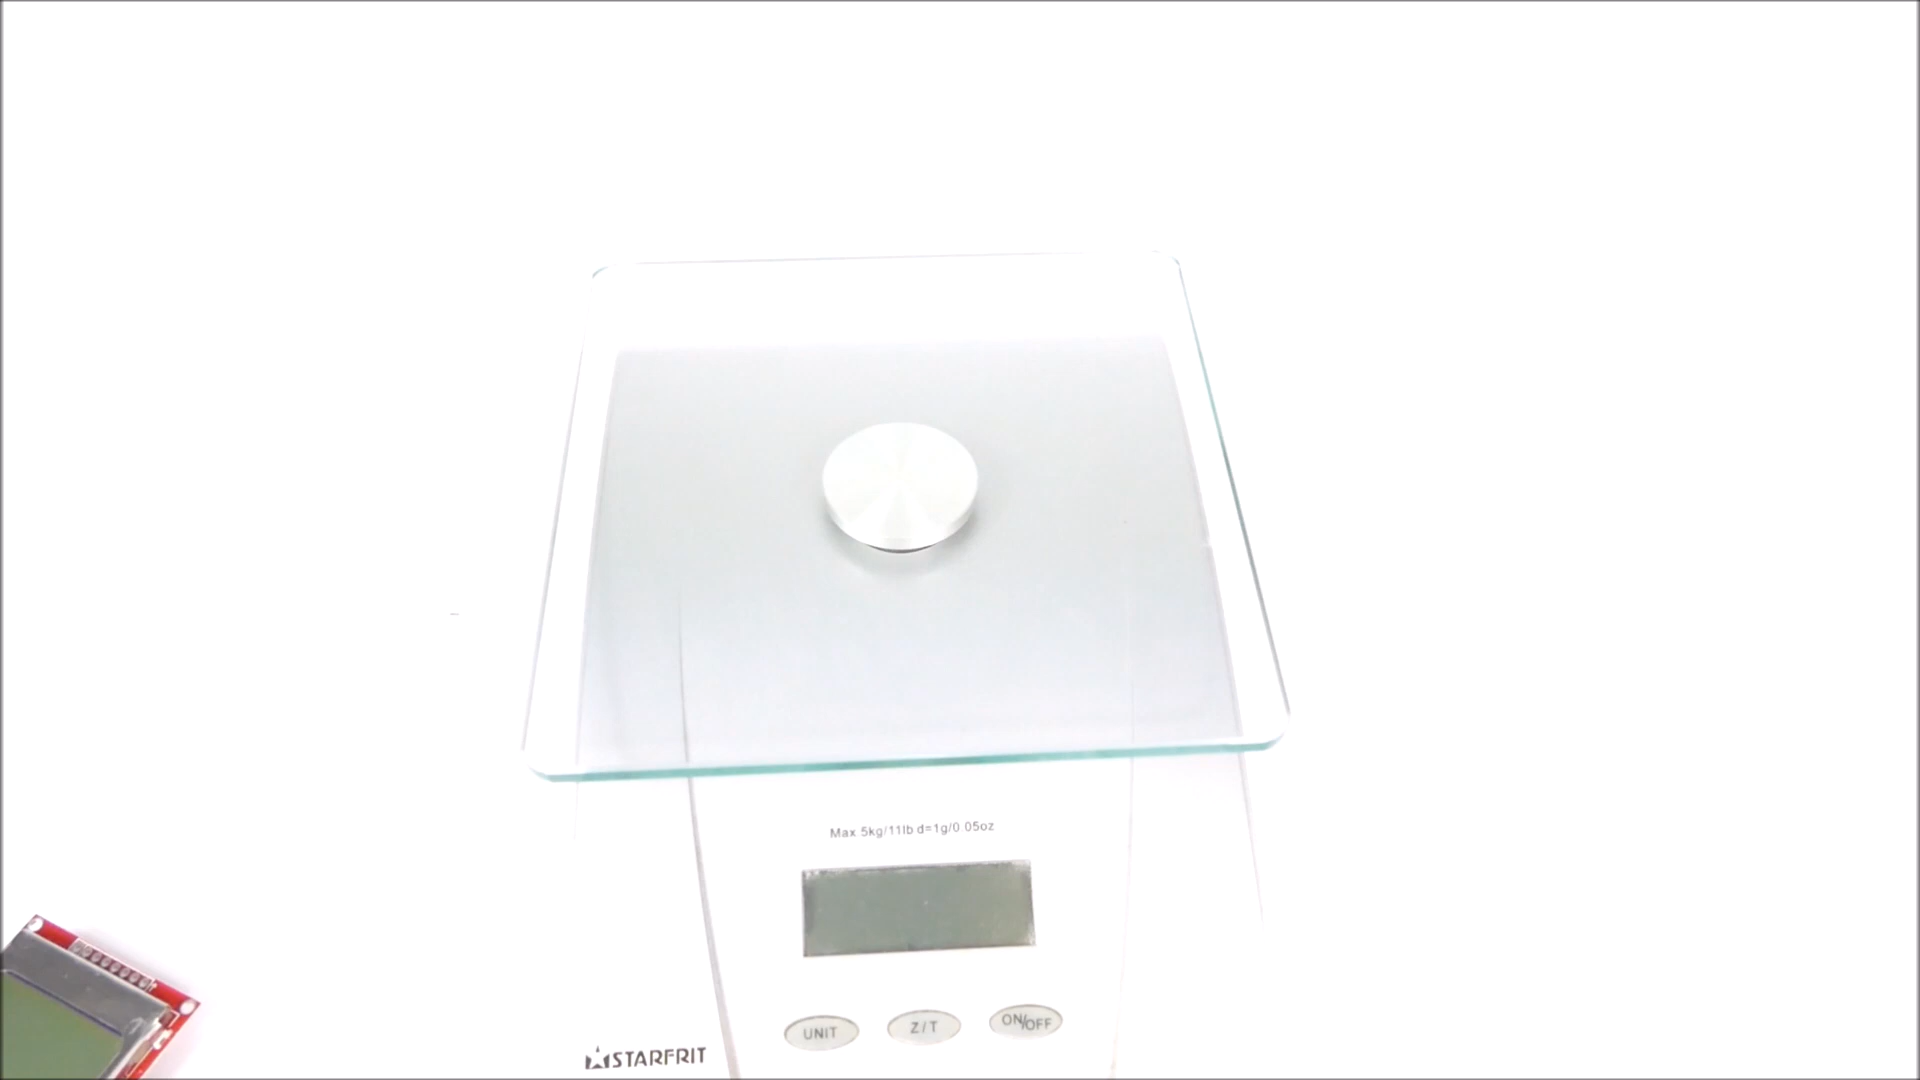 Max 5kg/11lb d=1g/0.05oz
UNIT
Z/T
ON/OFF
STARFRIT